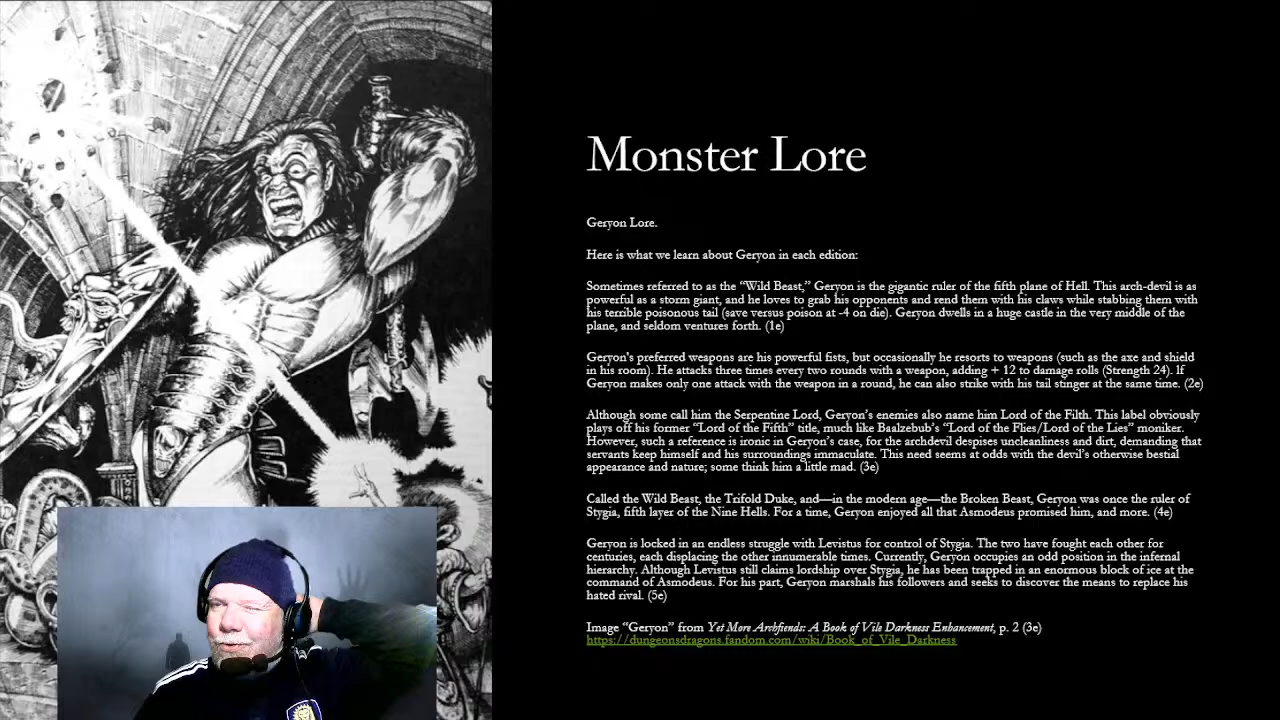 Monster Lore
Geryon Lore.
Here is what we learn about Geryon in each edition:
Sometimes referred to as the “Wild Beast,” Geryon is the gigantic ruler of the fifth plane of Hell. This arch-devil is as
powerful as a storm giant, and he loves to grab his opponents and rend them with his claws while stabbing them with
his terrible poisonous tail (save versus poison at -4 on die). Geryon dwells in a huge castle in the very middle of the
plane, and seldom ventures forth. (1e)
Geryon’s preferred weapons are his powerful fists, but occasionally he resorts to weapons (such as the axe and shield
in his room). He attacks three times every two rounds with a weapon, adding + 12 to damage rolls (Strength 24). If
Geryon makes only one attack with the weapon in a round, he can also strike with his tail stinger at the same time. (2e)
Although some call him the Serpentine Lord, Geryon’s enemies also name him Lord of the Filth. This label obviously
plays off his former “Lord of the Fifth” title, much like Baalzebub’s “Lord of the Flies/Lord of the Lies” moniker.
However, such a reference is ironic in Geryon’s case, for the archdevil despises uncleanliness and dirt, demanding that
servants keep himself and his surroundings immaculate. This need seems at odds with the devil’s otherwise bestial
appearance and nature; some think him a little mad. (3e)
Called the Wild Beast, the Trifold Duke, and—in the modern age—the Broken Beast, Geryon was once the ruler of
Stygia, fifth layer of the Nine Hells. For a time, Geryon enjoyed all that Asmodeus promised him, and more. (4e)
Geryon is locked in an endless struggle with Levistus for control of Stygia. The two have fought each other for
centuries, each displacing the other innumerable times. Currently, Geryon occupies an odd position in the infernal
hierarchy. Although Levistus still claims lordship over Stygia, he has been trapped in an enormous block of ice at the
command of Asmodeus. For his part, Geryon marshals his followers and seeks to discover the means to replace his
hated rival. (5e)
Image “Geryon” from Yet More Archfiends: A Book of Vile Darkness Enhancement, p. 2 (3e)
https://dungeonsdragons.fandom.com/wiki/Book_of_Vile_Darkness